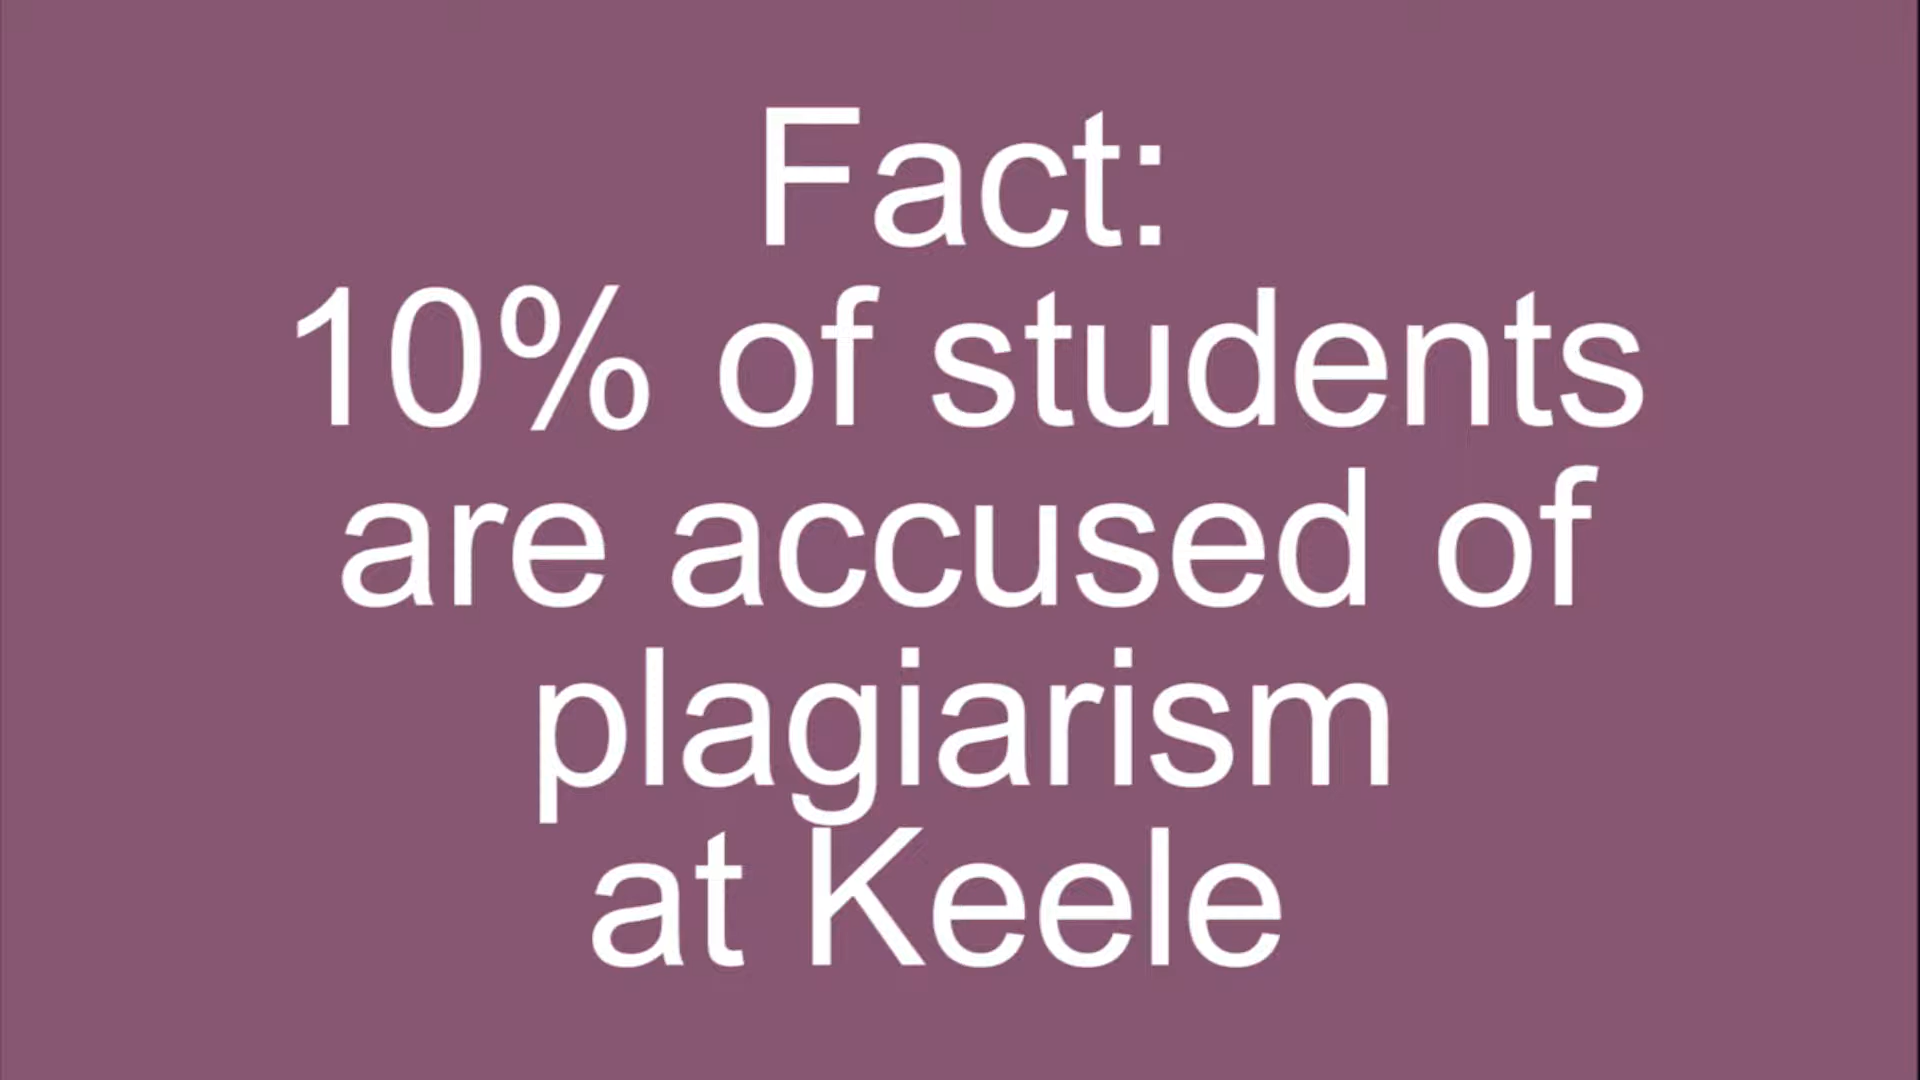 Fact:
10% of students
are accused of
plagiarism
at Keele